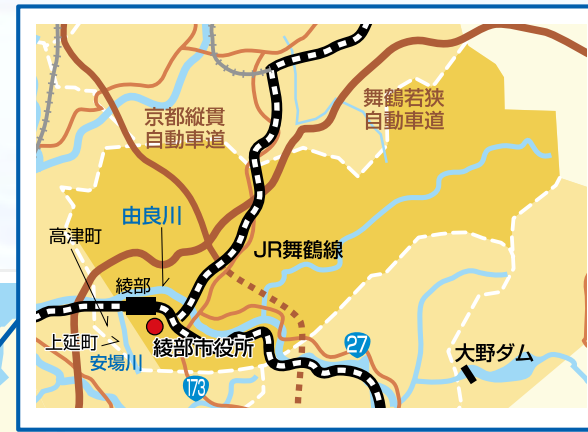 京都縦貫
自動車道
舞鶴若狭
自動車道
由良川
高津町
JR舞鶴線
綾部
上延町
綾部市役所
安場川
27
大野ダム
173